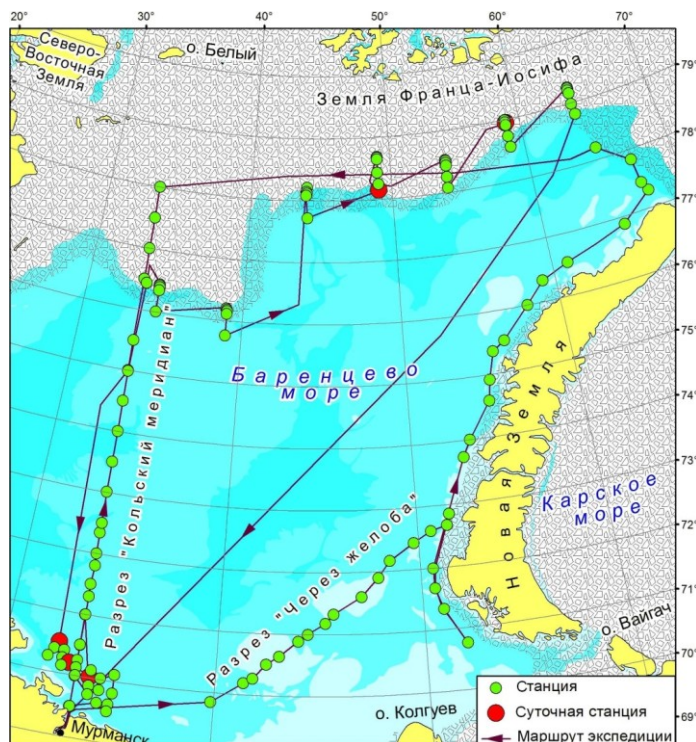 20°
30°
40°
50°
60°
70°
Северо-
Восточная
Земля
о. Белый
Земля Франца-Иосифа
79°
78°
77°
76°
75°
74°
73°
72°
71°
70°
69°
Баренцево
море
Разрез "Кольский меридиан"
Новая Земля
Карское
море
Разрез "Через желоба"
о. Вайгач
о. Колгуев
Мурманск
Станция
Суточная станция
Маршрут экспедиции